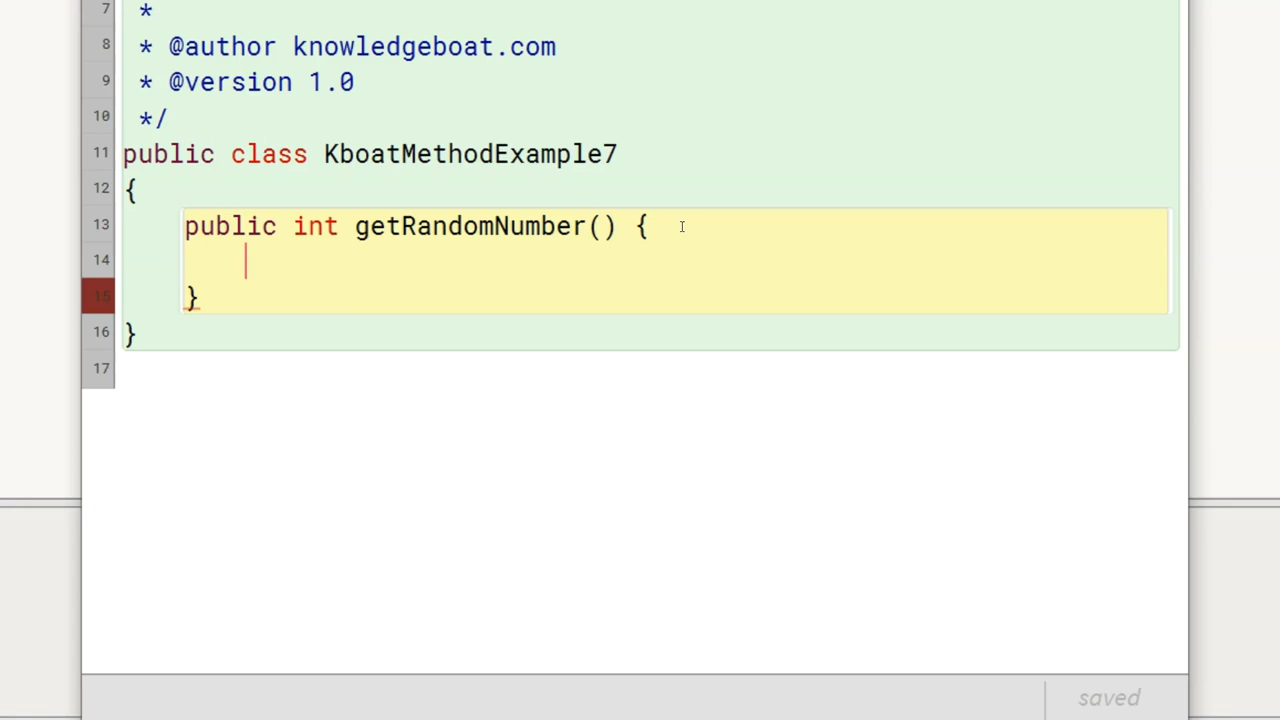 7 *
8 * @author knowledgeboat.com
9 * @version 1.0
10 */
11 public class KboatMethodExample7
12 {
13 public int getRandomNumber() {
14
15 }
16 }
17
saved